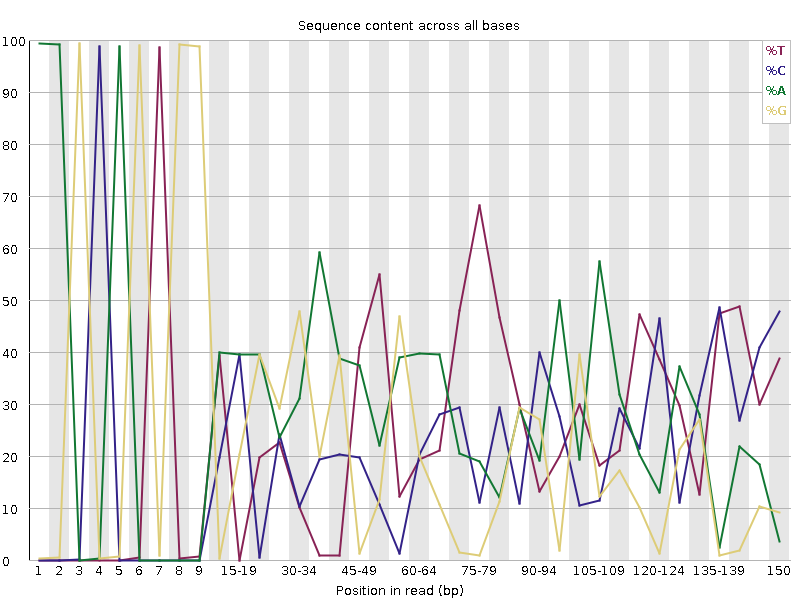 Sequence content across all bases
100
90
80
70
60
50
40
30
20
10
0
%T
%C
%A
%G
1 2 3 4 5 6 7 8 9 15-19 30-34 45-49 60-64 75-79 90-94 105-109 120-124 135-139 150
Position in read (bp)